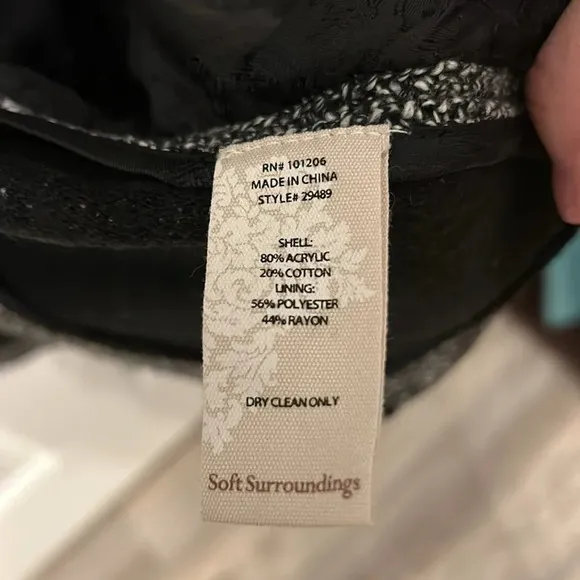 RN# 101206
MADE IN CHINA
STYLE# 29489
SHELL:
80% ACRYLIC
20% COTTON
LINING:
56% POLYESTER
44% RAYON
DRY CLEAN ONLY
Soft Surroundings